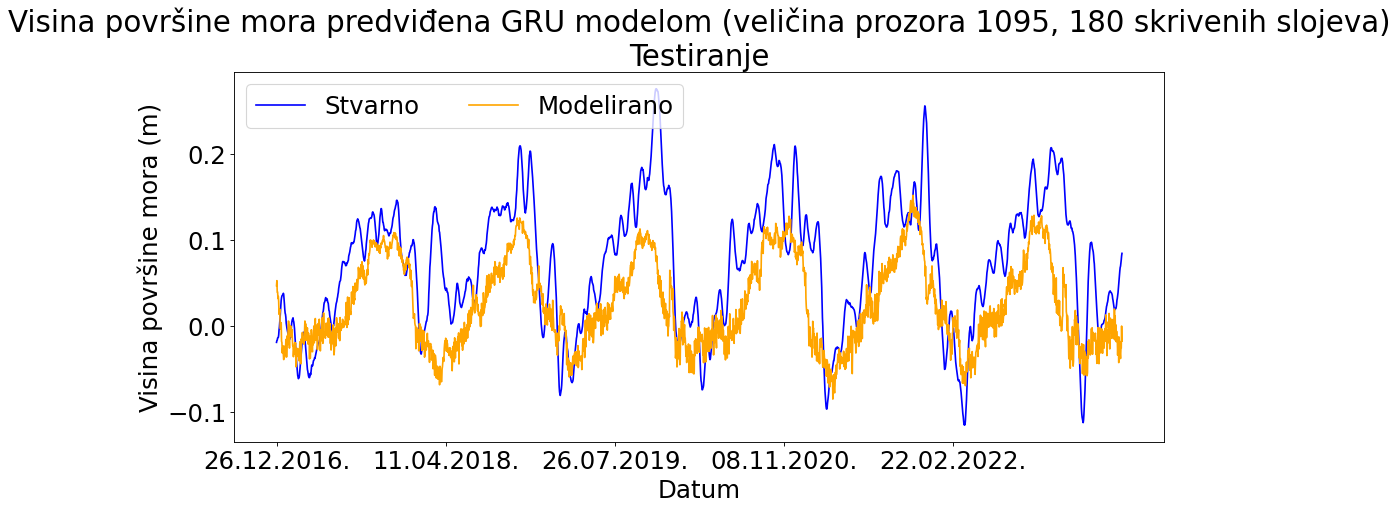 Visina površine mora predviđena GRU modelom (veličina prozora 1095, 180 skrivenih slojeva)
Testiranje
Stvarno Modelirano
Visina površine mora (m)
0.2
0.1
0.0
−0.1
26.12.2016. 11.04.2018. 26.07.2019. 08.11.2020. 22.02.2022.
Datum